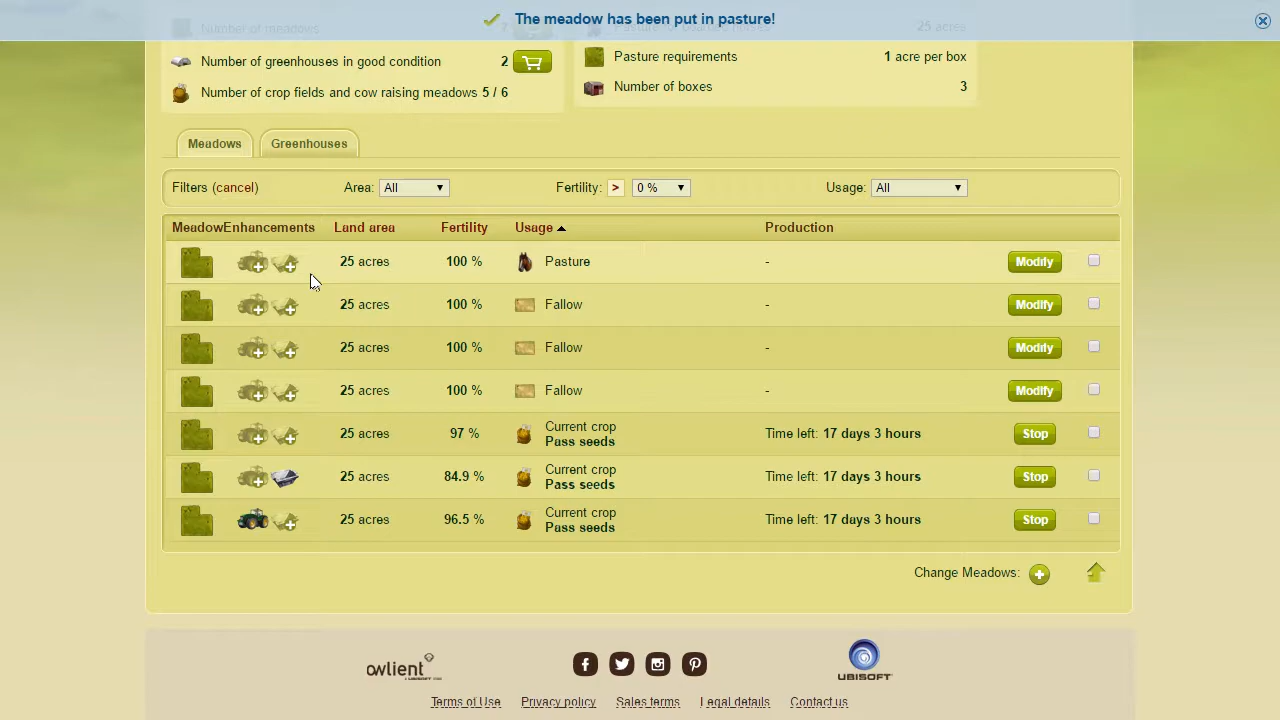 The meadow has been put in pasture!
Number of meadows 7
25 acres
Number of greenhouses in good condition 2
Pasture requirements 1 acre per box
Number of crop fields and cow raising meadows 5 / 6
Number of boxes 3
Meadows Greenhouses
Filters (cancel) Area: All Fertility: > 0 % Usage: All
Meadow Enhancements Land area Fertility Usage Production
25 acres 100 % Pasture - Modify
25 acres 100 % Fallow - Modify
25 acres 100 % Fallow - Modify
25 acres 100 % Fallow - Modify
25 acres 97 % Current crop Pass seeds Time left: 17 days 3 hours Stop
25 acres 84.9 % Current crop Pass seeds Time left: 17 days 3 hours Stop
25 acres 96.5 % Current crop Pass seeds Time left: 17 days 3 hours Stop
Change Meadows:
owlient
UBISOFT
Terms of Use Privacy policy Sales terms Legal details Contact us